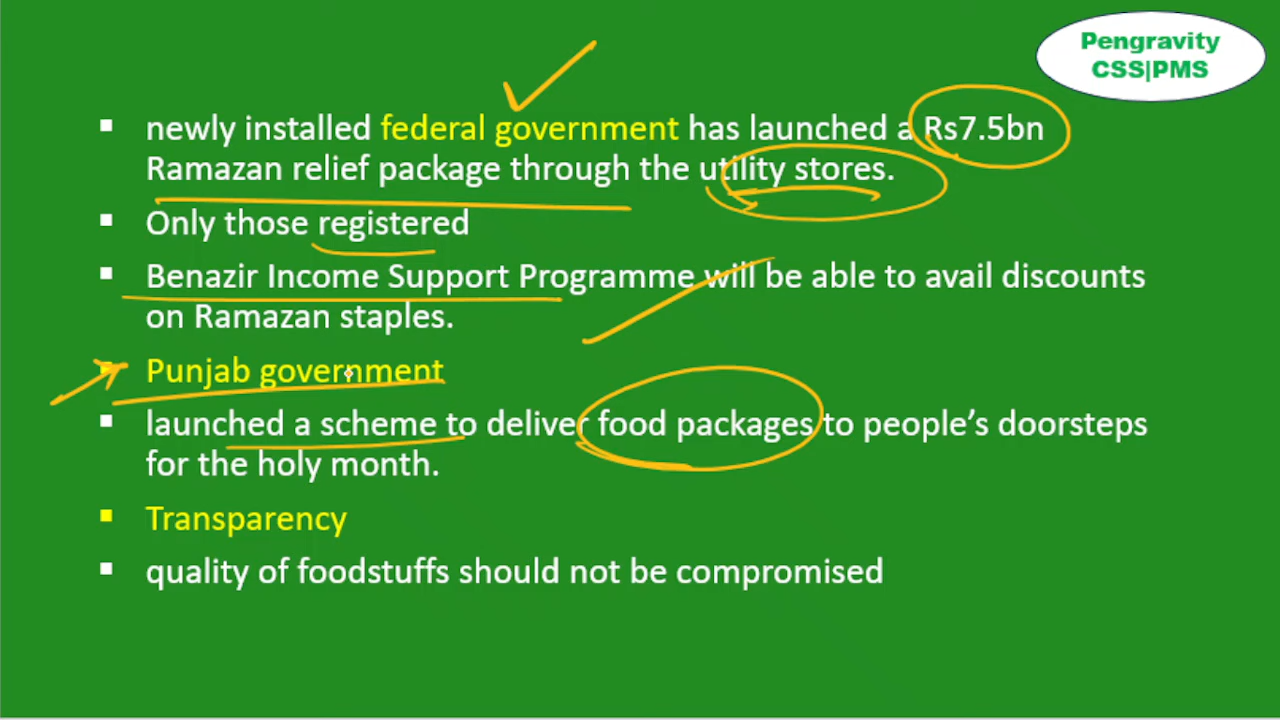 Pengravity
CSS|PMS
newly installed federal government has launched a Rs7.5bn
Ramazan relief package through the utility stores.
Only those registered
Benazir Income Support Programme will be able to avail discounts
on Ramazan staples.
Punjab government
launched a scheme to deliver food packages to people’s doorsteps
for the holy month.
Transparency
quality of foodstuffs should not be compromised